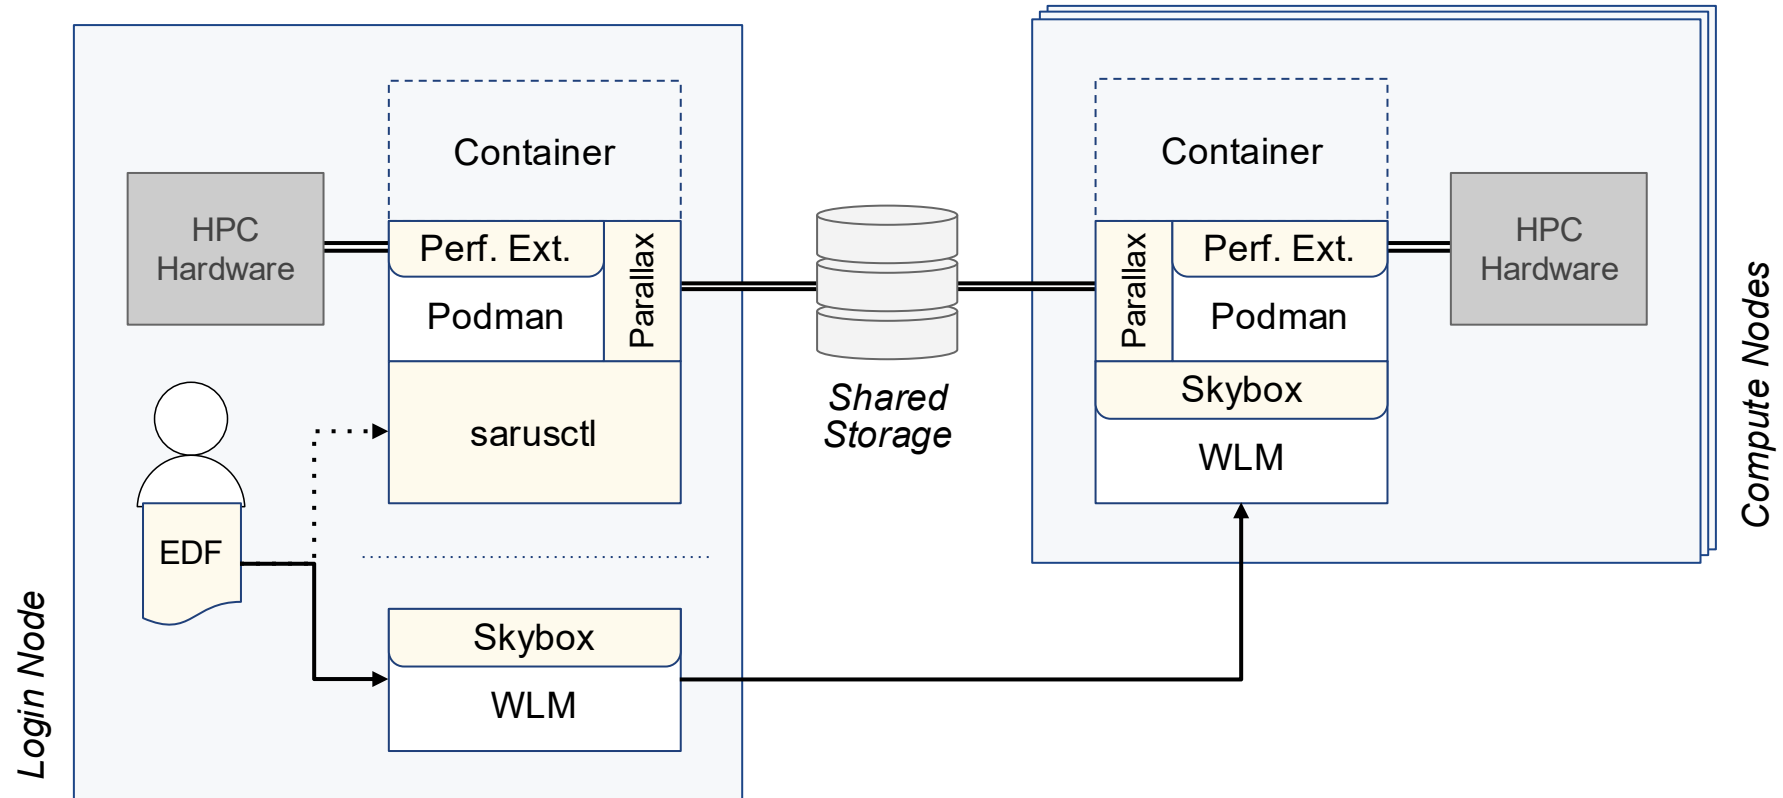 Container
HPC
Hardware
Perf. Ext.
Parallax
Podman
sarusctl
EDF
Skybox
WLM
Login Node
Shared
Storage
Container
Parallax
Perf. Ext.
Podman
HPC
Hardware
Skybox
WLM
Compute Nodes